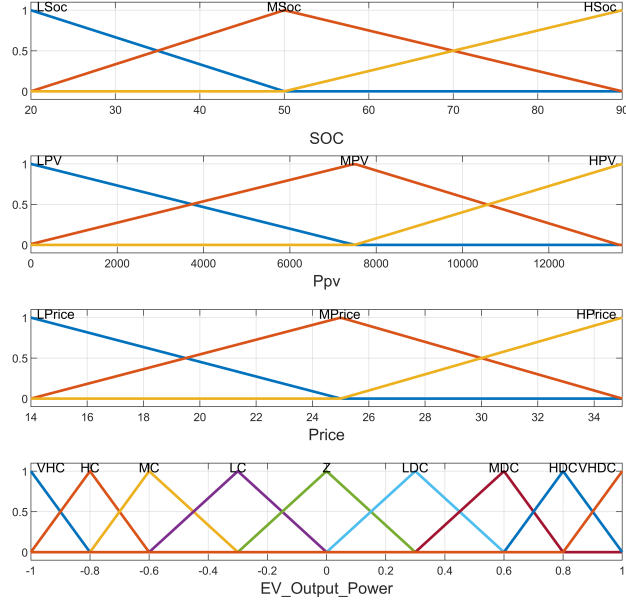 LSoc MSoc HSoc
1
0.5
0
20 30 40 50 60 70 80 90
SOC
LPV MPV HPV
1
0.5
0
0 2000 4000 6000 8000 10000 12000
Ppv
LPrice MPrice HPrice
1
0.5
0
14 16 18 20 22 24 26 28 30 32 34
Price
VHC HC MC LC Z LDC MDC HDC VHDC
1
0.5
0
-1 -0.8 -0.6 -0.4 -0.2 0 0.2 0.4 0.6 0.8 1
EV_Output_Power